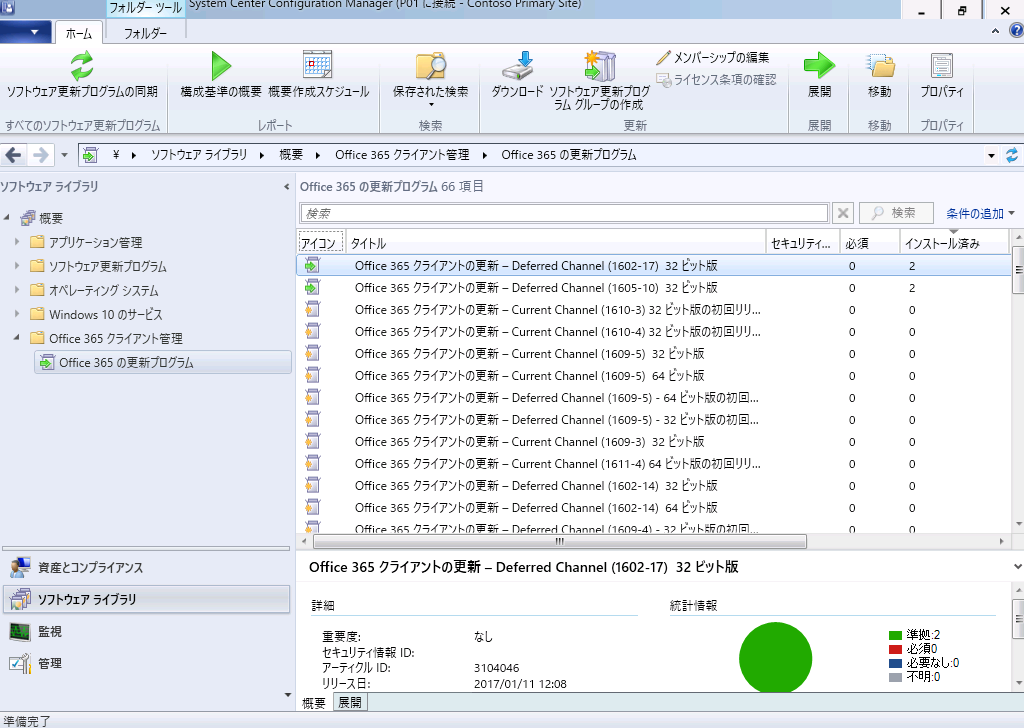 フォルダー ツール
System Center Configuration Manager (P01 に接続 - Contoso Primary Site)
ホーム
フォルダー
ソフトウェア更新プログラムの同期
構成基準の概要
概要作成スケジュール
保存された検索
ダウンロード
ソフトウェア更新プログ
ラム グループの作成
メンバーシップの編集
ライセンス条項の確認
展開
移動
プロパティ
すべてのソフトウェア更新プログラム
レポート
検索
更新
展開
移動
プロパティ
¥ ソフトウェア ライブラリ 概要 Office 365 クライアント管理 Office 365 の更新プログラム
ソフトウェア ライブラリ
概要
アプリケーション管理
ソフトウェア更新プログラム
オペレーティング システム
Windows 10 のサービス
Office 365 クライアント管理
Office 365 の更新プログラム
資産とコンプライアンス
ソフトウェア ライブラリ
監視
管理
Office 365 の更新プログラム 66 項目
検索
検索
条件の追加
アイコン タイトル セキュリティ... 必須 インストール済み
Office 365 クライアントの更新 – Deferred Channel (1602-17) 32 ビット版 0 2
Office 365 クライアントの更新 – Deferred Channel (1605-10) 32 ビット版 0 2
Office 365 クライアントの更新 – Current Channel (1610-3) 32 ビット版の初回リリ... 0 0
Office 365 クライアントの更新 – Current Channel (1610-4) 32 ビット版の初回リリ... 0 0
Office 365 クライアントの更新 – Current Channel (1609-5) 32 ビット版 0 0
Office 365 クライアントの更新 – Current Channel (1609-5) 64 ビット版 0 0
Office 365 クライアントの更新 – Deferred Channel (1609-5) - 64 ビット版の初回... 0 0
Office 365 クライアントの更新 – Deferred Channel (1609-5) - 32 ビット版の初回... 0 0
Office 365 クライアントの更新 – Current Channel (1609-3) 32 ビット版 0 0
Office 365 クライアントの更新 – Current Channel (1611-4) 64 ビット版の初回リリ... 0 0
Office 365 クライアントの更新 – Deferred Channel (1602-14) 32 ビット版 0 0
Office 365 クライアントの更新 – Deferred Channel (1602-14) 64 ビット版 0 0
Office 365 クライアントの更新 – Deferred Channel (1609-4) - 32 ビット版の初回... 0 0
Office 365 クライアントの更新 – Deferred Channel (1602-17) 32 ビット版
詳細
重要度: なし
セキュリティ情報 ID:
アーティクル ID: 3104046
リリース日: 2017/01/11 12:08
統計情報
準拠:2
必須0
必要なし:0
不明:0
概要 展開
準備完了